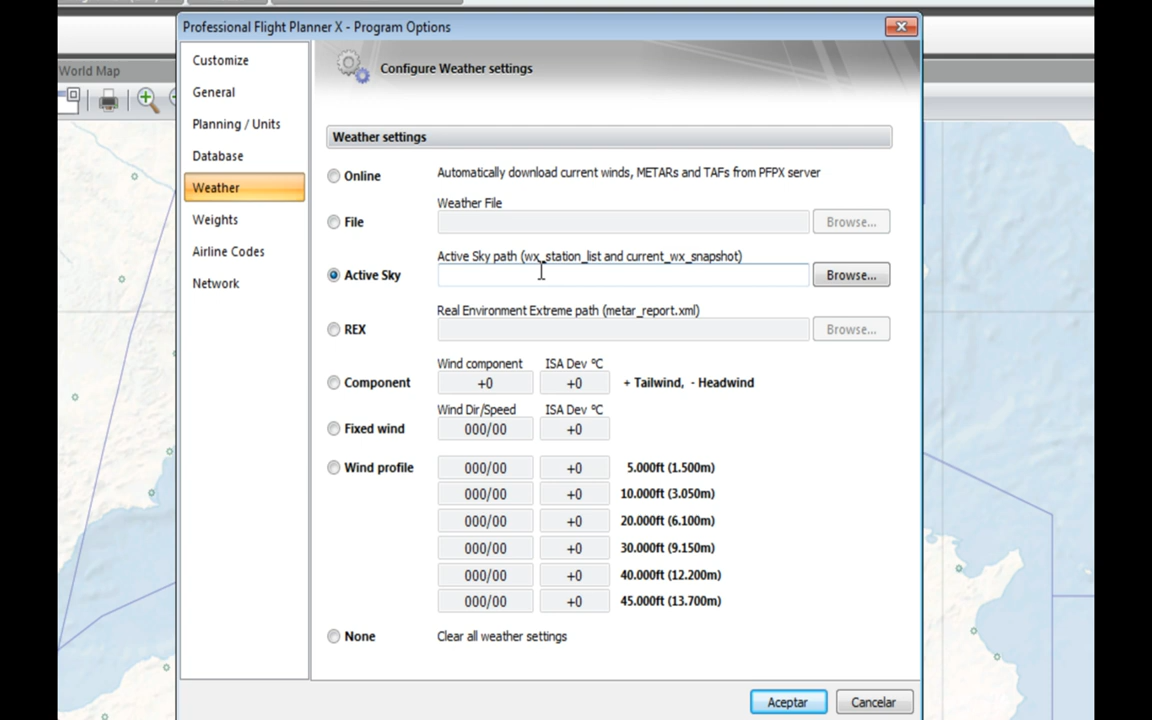 Professional Flight Planner X - Program Options
World Map
Customize
General
Planning / Units
Database
Weather
Weights
Airline Codes
Network
Configure Weather settings
Weather settings
Online Automatically download current winds, METARs and TAFs from PFPX server
Weather File
File Browse...
Active Sky path (wx_station_list and current_wx_snapshot)
Active Sky Browse...
Real Environment Extreme path (metar_report.xml)
REX Browse...
Wind component ISA Dev ºC
Component +0 +0 + Tailwind, - Headwind
Wind Dir/Speed ISA Dev ºC
Fixed wind 000/00 +0
Wind profile 000/00 +0 5.000ft (1.500m)
000/00 +0 10.000ft (3.050m)
000/00 +0 20.000ft (6.100m)
000/00 +0 30.000ft (9.150m)
000/00 +0 40.000ft (12.200m)
000/00 +0 45.000ft (13.700m)
None Clear all weather settings
Aceptar Cancelar